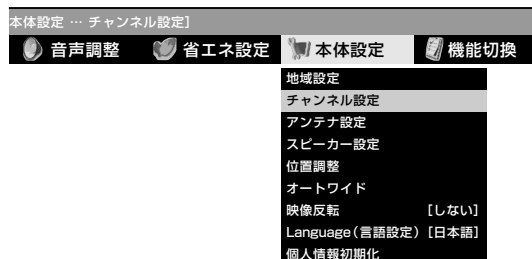 本体設定 … チャンネル設定]
音声調整 省エネ設定 本体設定 機能切換
地域設定
チャンネル設定
アンテナ設定
スピーカー設定
位置調整
オートワイド
映像反転 [しない]
Language(言語設定) [日本語]
個人情報初期化